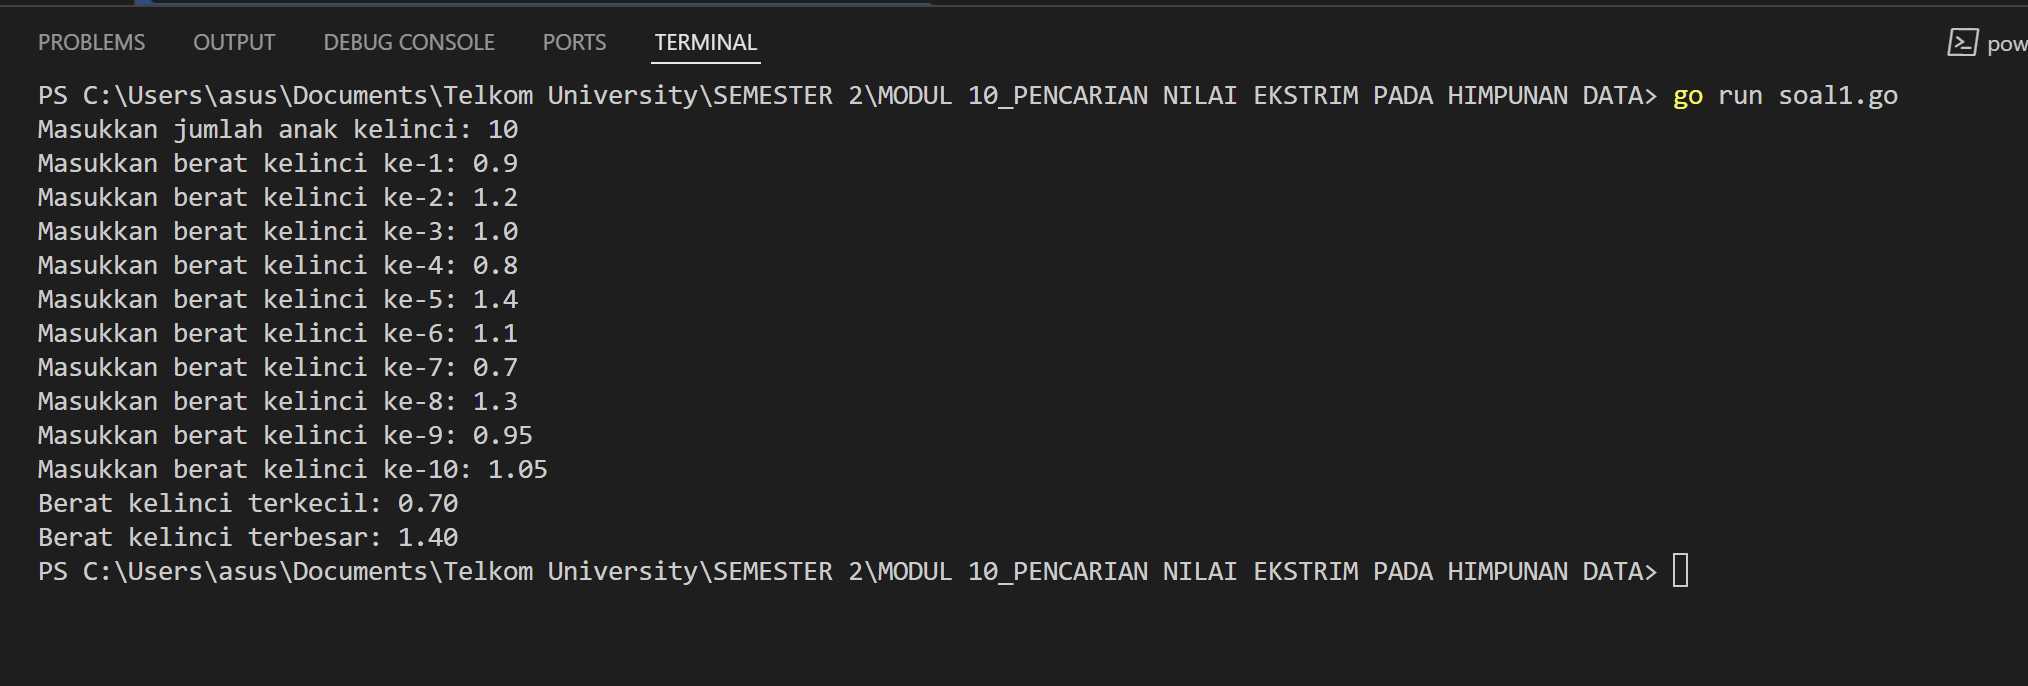 PROBLEMS OUTPUT DEBUG CONSOLE PORTS TERMINAL
PS C:\Users\asus\Documents\Telkom University\SEMESTER 2\MODUL 10_PENCARIAN NILAI EKSTRIM PADA HIMPUNAN DATA> go run soal1.go
Masukkan jumlah anak kelinci: 10
Masukkan berat kelinci ke-1: 0.9
Masukkan berat kelinci ke-2: 1.2
Masukkan berat kelinci ke-3: 1.0
Masukkan berat kelinci ke-4: 0.8
Masukkan berat kelinci ke-5: 1.4
Masukkan berat kelinci ke-6: 1.1
Masukkan berat kelinci ke-7: 0.7
Masukkan berat kelinci ke-8: 1.3
Masukkan berat kelinci ke-9: 0.95
Masukkan berat kelinci ke-10: 1.05
Berat kelinci terkecil: 0.70
Berat kelinci terbesar: 1.40
PS C:\Users\asus\Documents\Telkom University\SEMESTER 2\MODUL 10_PENCARIAN NILAI EKSTRIM PADA HIMPUNAN DATA>